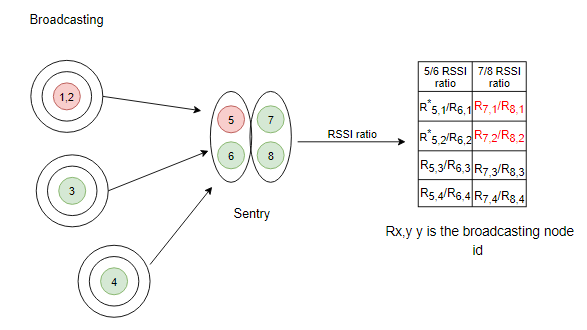 Broadcasting
1,2
3
4
5
7
6
8
Sentry
RSSI ratio
5/6 RSSI ratio 7/8 RSSI ratio
R*5,1/R6,1 R7,1/R8,1
R*5,2/R6,2 R7,2/R8,2
R5,3/R6,3 R7,3/R8,3
R5,4/R6,4 R7,4/R8,4
Rx,y y is the broadcasting node
id